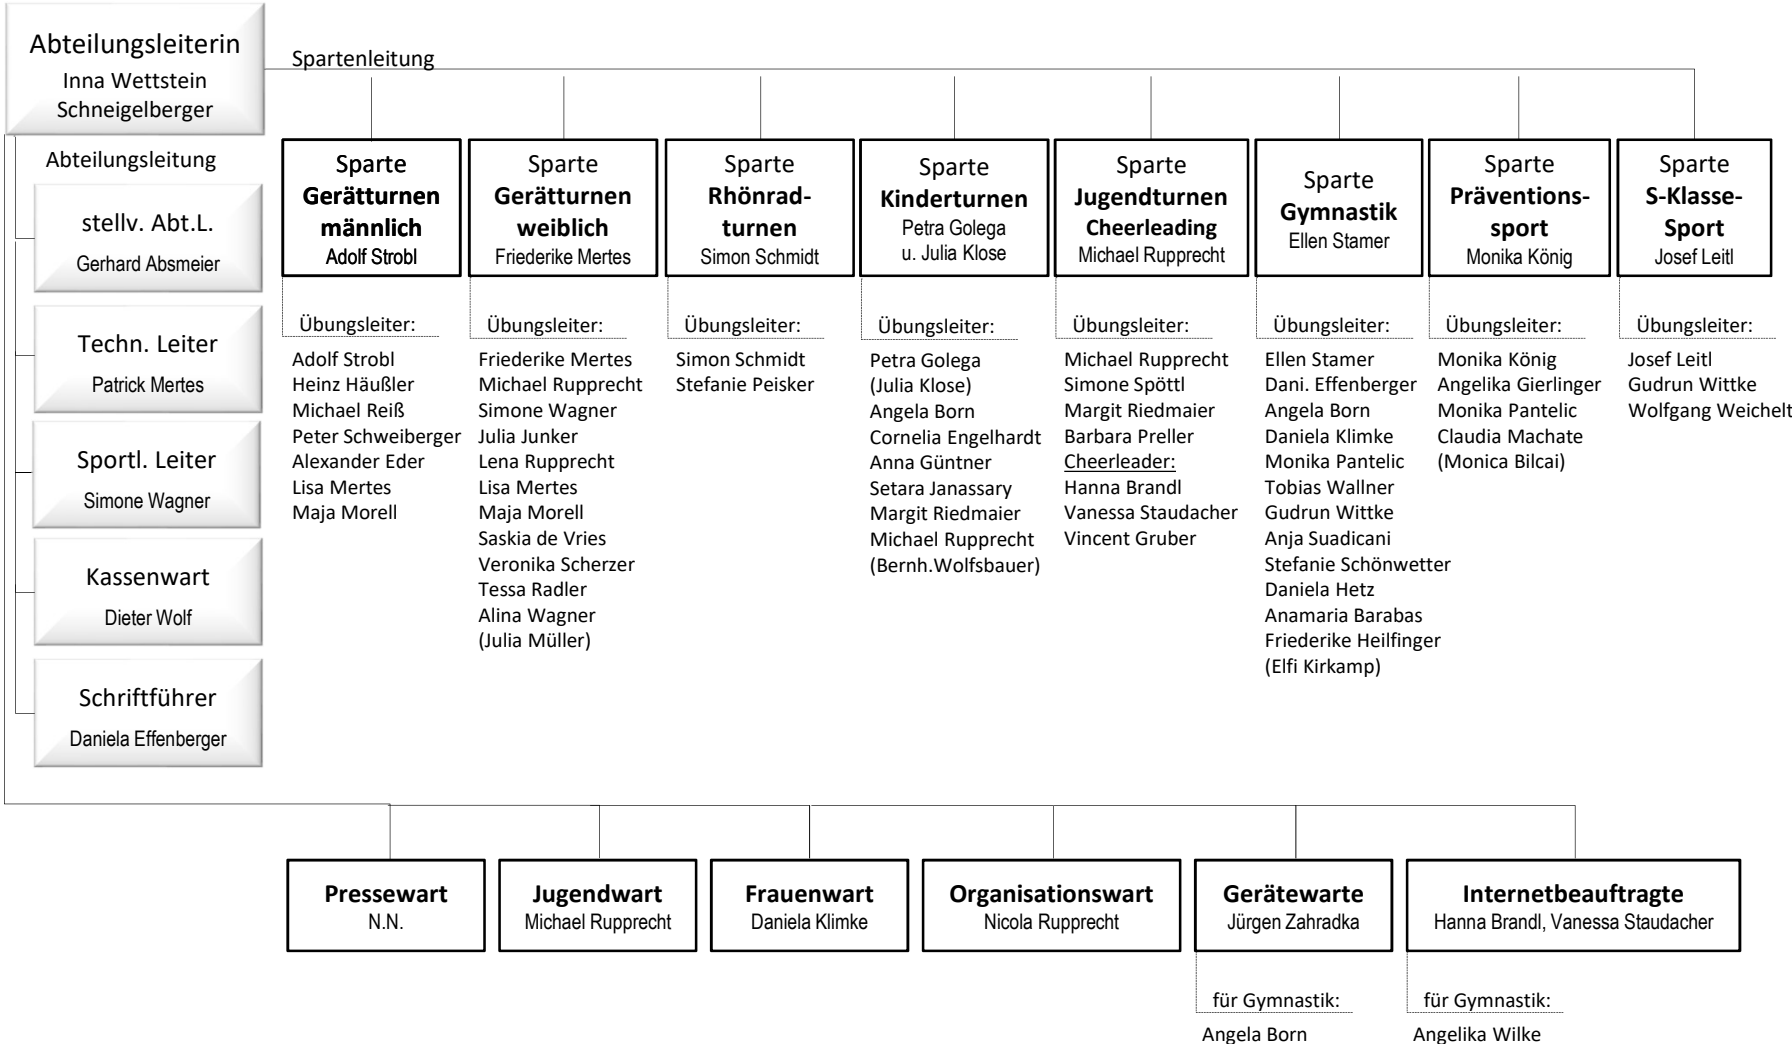 Abteilungsleiterin
Inna Wettstein
Schneigelberger
Spartenleitung
Abteilungsleitung
stellv. Abt.L.
Gerhard Absmeier
Techn. Leiter
Patrick Mertes
Sportl. Leiter
Simone Wagner
Kassenwart
Dieter Wolf
Schriftführer
Daniela Effenberger
Sparte
Gerätturnen
männlich
Adolf Strobl
Übungsleiter:
Adolf Strobl
Heinz Häußler
Michael Reiß
Peter Schweiberger
Alexander Eder
Lisa Mertes
Maja Morell
Sparte
Gerätturnen
weiblich
Friederike Mertes
Übungsleiter:
Friederike Mertes
Michael Rupprecht
Simone Wagner
Julia Junker
Lena Rupprecht
Lisa Mertes
Maja Morell
Saskia de Vries
Veronika Scherzer
Tessa Radler
Alina Wagner
(Julia Müller)
Sparte
Rhönrad-
turnen
Simon Schmidt
Übungsleiter:
Simon Schmidt
Stefanie Peisker
Sparte
Kinderturnen
Petra Golega
u. Julia Klose
Übungsleiter:
Petra Golega
(Julia Klose)
Angela Born
Cornelia Engelhardt
Anna Güntner
Setara Janassary
Margit Riedmaier
Michael Rupprecht
(Bernh.Wolfsbauer)
Sparte
Jugendturnen
Cheerleading
Michael Rupprecht
Übungsleiter:
Michael Rupprecht
Simone Spöttl
Margit Riedmaier
Barbara Preller
Cheerleader:
Hanna Brandl
Vanessa Staudacher
Vincent Gruber
Sparte
Gymnastik
Ellen Stamer
Übungsleiter:
Ellen Stamer
Dani. Effenberger
Angela Born
Daniela Klimke
Monika Pantelic
Tobias Wallner
Gudrun Wittke
Anja Suadicani
Stefanie Schönwetter
Daniela Hetz
Anamaria Barabas
Friederike Heilfinger
(Elfi Kirkamp)
Sparte
Präventions-
sport
Monika König
Übungsleiter:
Monika König
Angelika Gierlinger
Monika Pantelic
Claudia Machate
(Monica Bilcai)
Sparte
S-Klasse-
Sport
Josef Leitl
Übungsleiter:
Josef Leitl
Gudrun Wittke
Wolfgang Weichelt
Pressewart
N.N.
Jugendwart
Michael Rupprecht
Frauenwart
Daniela Klimke
Organisationswart
Nicola Rupprecht
Gerätewarte
Jürgen Zahradka
für Gymnastik:
Angela Born
Internetbeauftragte
Hanna Brandl, Vanessa Staudacher
für Gymnastik:
Angelika Wilke